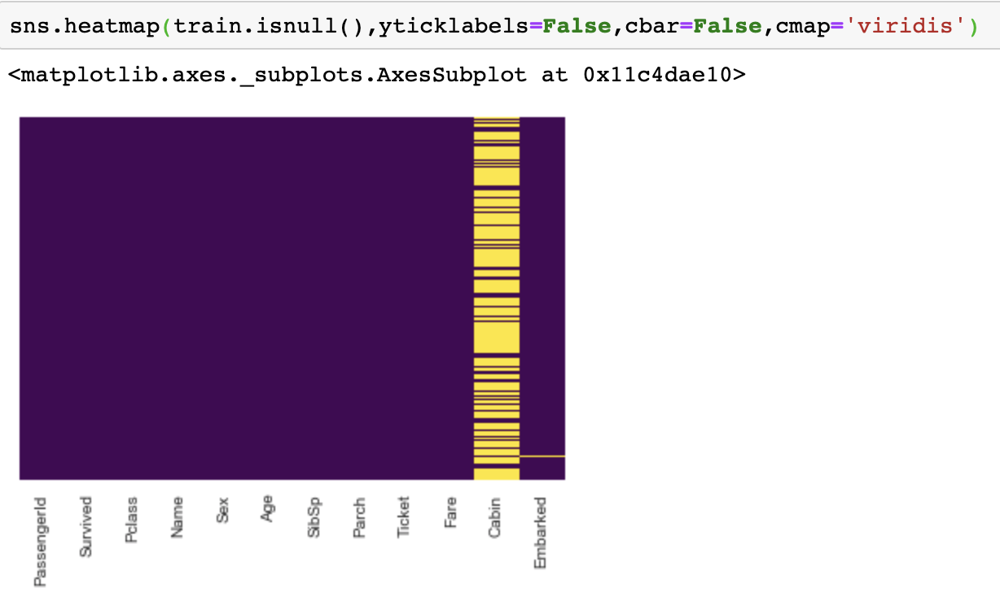 sns.heatmap(train.isnull(),yticklabels=False,cbar=False,cmap='viridis')
<matplotlib.axes._subplots.AxesSubplot at 0x11c4dae10>
PassengerId
Survived
Pclass
Name
Sex
Age
SibSp
Parch
Ticket
Fare
Cabin
Embarked